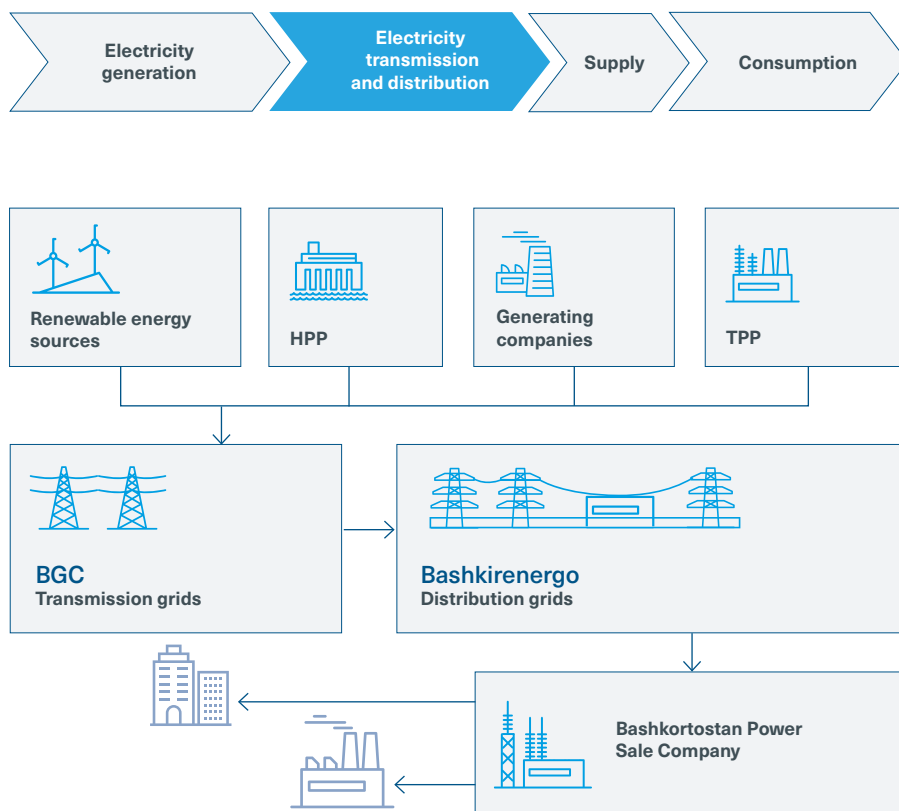 Electricity
generation
Electricity
transmission
and distribution
Supply
Consumption
Renewable energy
sources
HPP
Generating
companies
TPP
BGC
Transmission grids
Bashkirenergo
Distribution grids
Bashkortostan Power
Sale Company